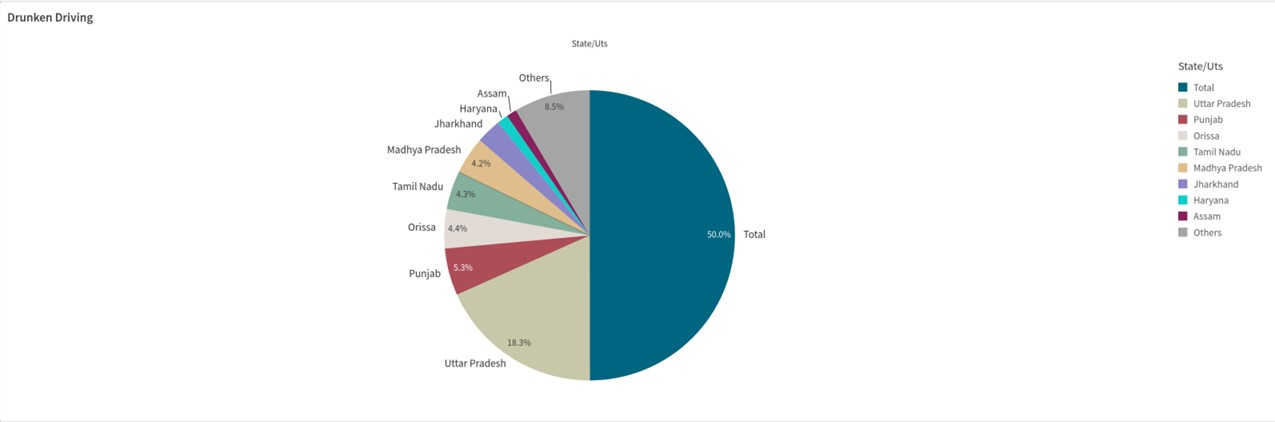 Drunken Driving
State/Uts
Others
8.5%
Assam
Haryana
Jharkhand
Madhya Pradesh
4.2%
Tamil Nadu
4.3%
Orissa
4.4%
50.0%
Total
Punjab
5.3%
18.3%
Uttar Pradesh
State/Uts
Total
Uttar Pradesh
Punjab
Orissa
Tamil Nadu
Madhya Pradesh
Jharkhand
Haryana
Assam
Others